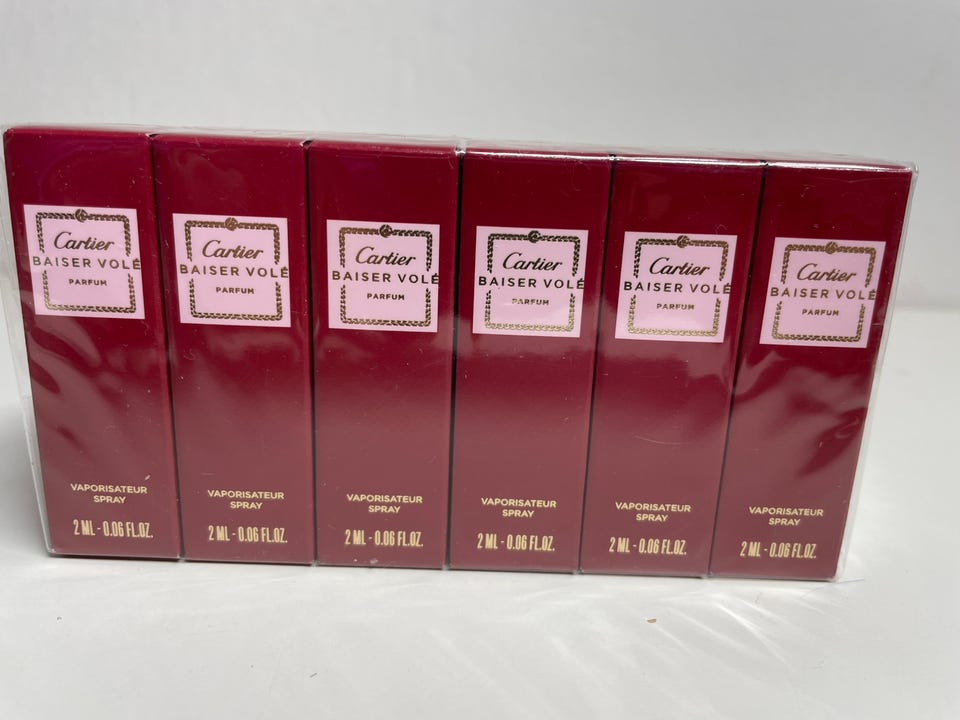 Cartier
BAISER VOLÉ
PARFUM
VAPORISATEUR
SPRAY
2 ML - 0.06 FL.OZ.
Cartier
BAISER VOLÉ
PARFUM
VAPORISATEUR
SPRAY
2 ML - 0.06 FL.OZ.
Cartier
BAISER VOLÉ
PARFUM
VAPORISATEUR
SPRAY
2 ML - 0.06 FL.OZ.
Cartier
BAISER VOLÉ
PARFUM
VAPORISATEUR
SPRAY
2 ML - 0.06 FL.OZ.
Cartier
BAISER VOLÉ
PARFUM
VAPORISATEUR
SPRAY
2 ML - 0.06 FL.OZ.
Cartier
BAISER VOLÉ
PARFUM
VAPORISATEUR
SPRAY
2 ML - 0.06 FL.OZ.